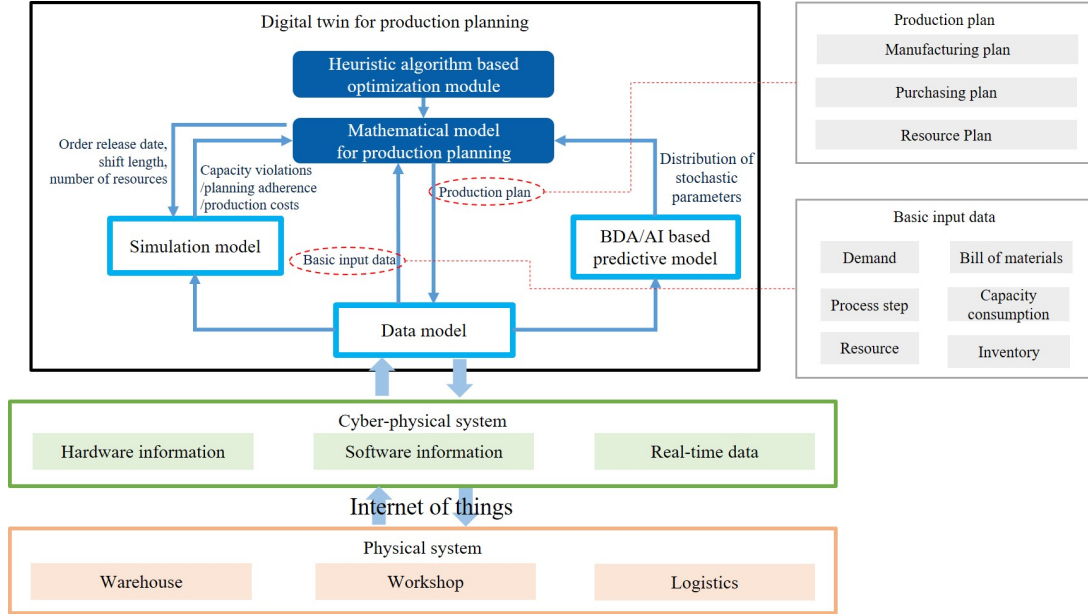 Digital twin for production planning
Heuristic algorithm based
optimization module
Mathematical model
for production planning
Order release date,
shift length,
number of resources
Capacity violations
/planning adherence
/production costs
Production plan
Distribution of
stochastic
parameters
Simulation model
Basic input data
BDA/AI based
predictive model
Data model
Production plan
Manufacturing plan
Purchasing plan
Resource Plan
Basic input data
Demand
Bill of materials
Process step
Capacity
consumption
Resource
Inventory
Cyber-physical system
Hardware information
Software information
Real-time data
Internet of things
Physical system
Warehouse
Workshop
Logistics